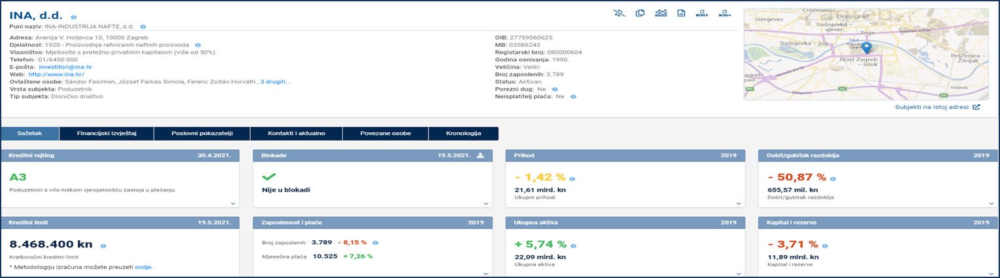 INA, d.d.
Puni naziv: INA-INDUSTRIJA NAFTE, d.d.
Adresa: Avenija V. Holjevca 10, 10000 Zagreb
Djelatnost: 1920 - Proizvodnja rafiniranih naftnih proizvoda
Vlasništvo: Mješovito s pretežno privatnim kapitalom (više od 50%)
Telefon: 01/6450 000
E-pošta: investitori@ina.hr
Web: http://www.ina.hr/
Ovlaštene osobe: Sándor Fasimon, József Farkas Simola, Ferenc Zoltán Horváth , 3 drugih...
Vrsta subjekta: Poduzetnik
Tip subjekta: Dioničko društvo
BON1
BON+
OIB: 27759560625
MB: 03586243
Registarski broj: 080000604
Godina osnivanja: 1990.
Veličina: Veliki
Broj zaposlenih: 3.789
Status: Aktivan
Porezni dug: Ne
Neisplatitelj plaća: Ne
Črnomerec
Donji grad
Stenjevec
Trešnjevka –
sjever
Trnje
Trešnjevka – jug
Peščenica –
Žitnjak
Novi Zagreb
– istok
Mičevec
Subjekti na istoj adresi
Sažetak
Financijski izvještaj
Poslovni pokazatelji
Kontakti i aktualno
Povezane osobe
Kronologija
Kreditni rejting 30.4.2021.
A3
Poduzetnici s vrlo niskom vjerojatnošću zastoja u plaćanju
Blokade 19.5.2021.
Nije u blokadi
Prihod 2019
- 1,42 %
21,61 mlrd. kn
Ukupni prihodi
Dobit/gubitak razdoblja 2019
- 50,87 %
655,57 mil. kn
Dobit/gubitak razdoblja
Kreditni limit 19.5.2021.
8.468.400 kn
Kratkoročni kreditni limit
* Metodologiju izračuna možete preuzeti ovdje.
Zaposlenost i plaće 2019
Broj zaposlenih 3.789 - 8,15 %
Mjesečna plaća 10.525 + 7,26 %
Ukupna aktiva 2019
+ 5,74 %
22,09 mlrd. kn
Ukupna aktiva
Kapital i rezerve 2019
- 3,71 %
11,89 mlrd. kn
Kapital i rezerve